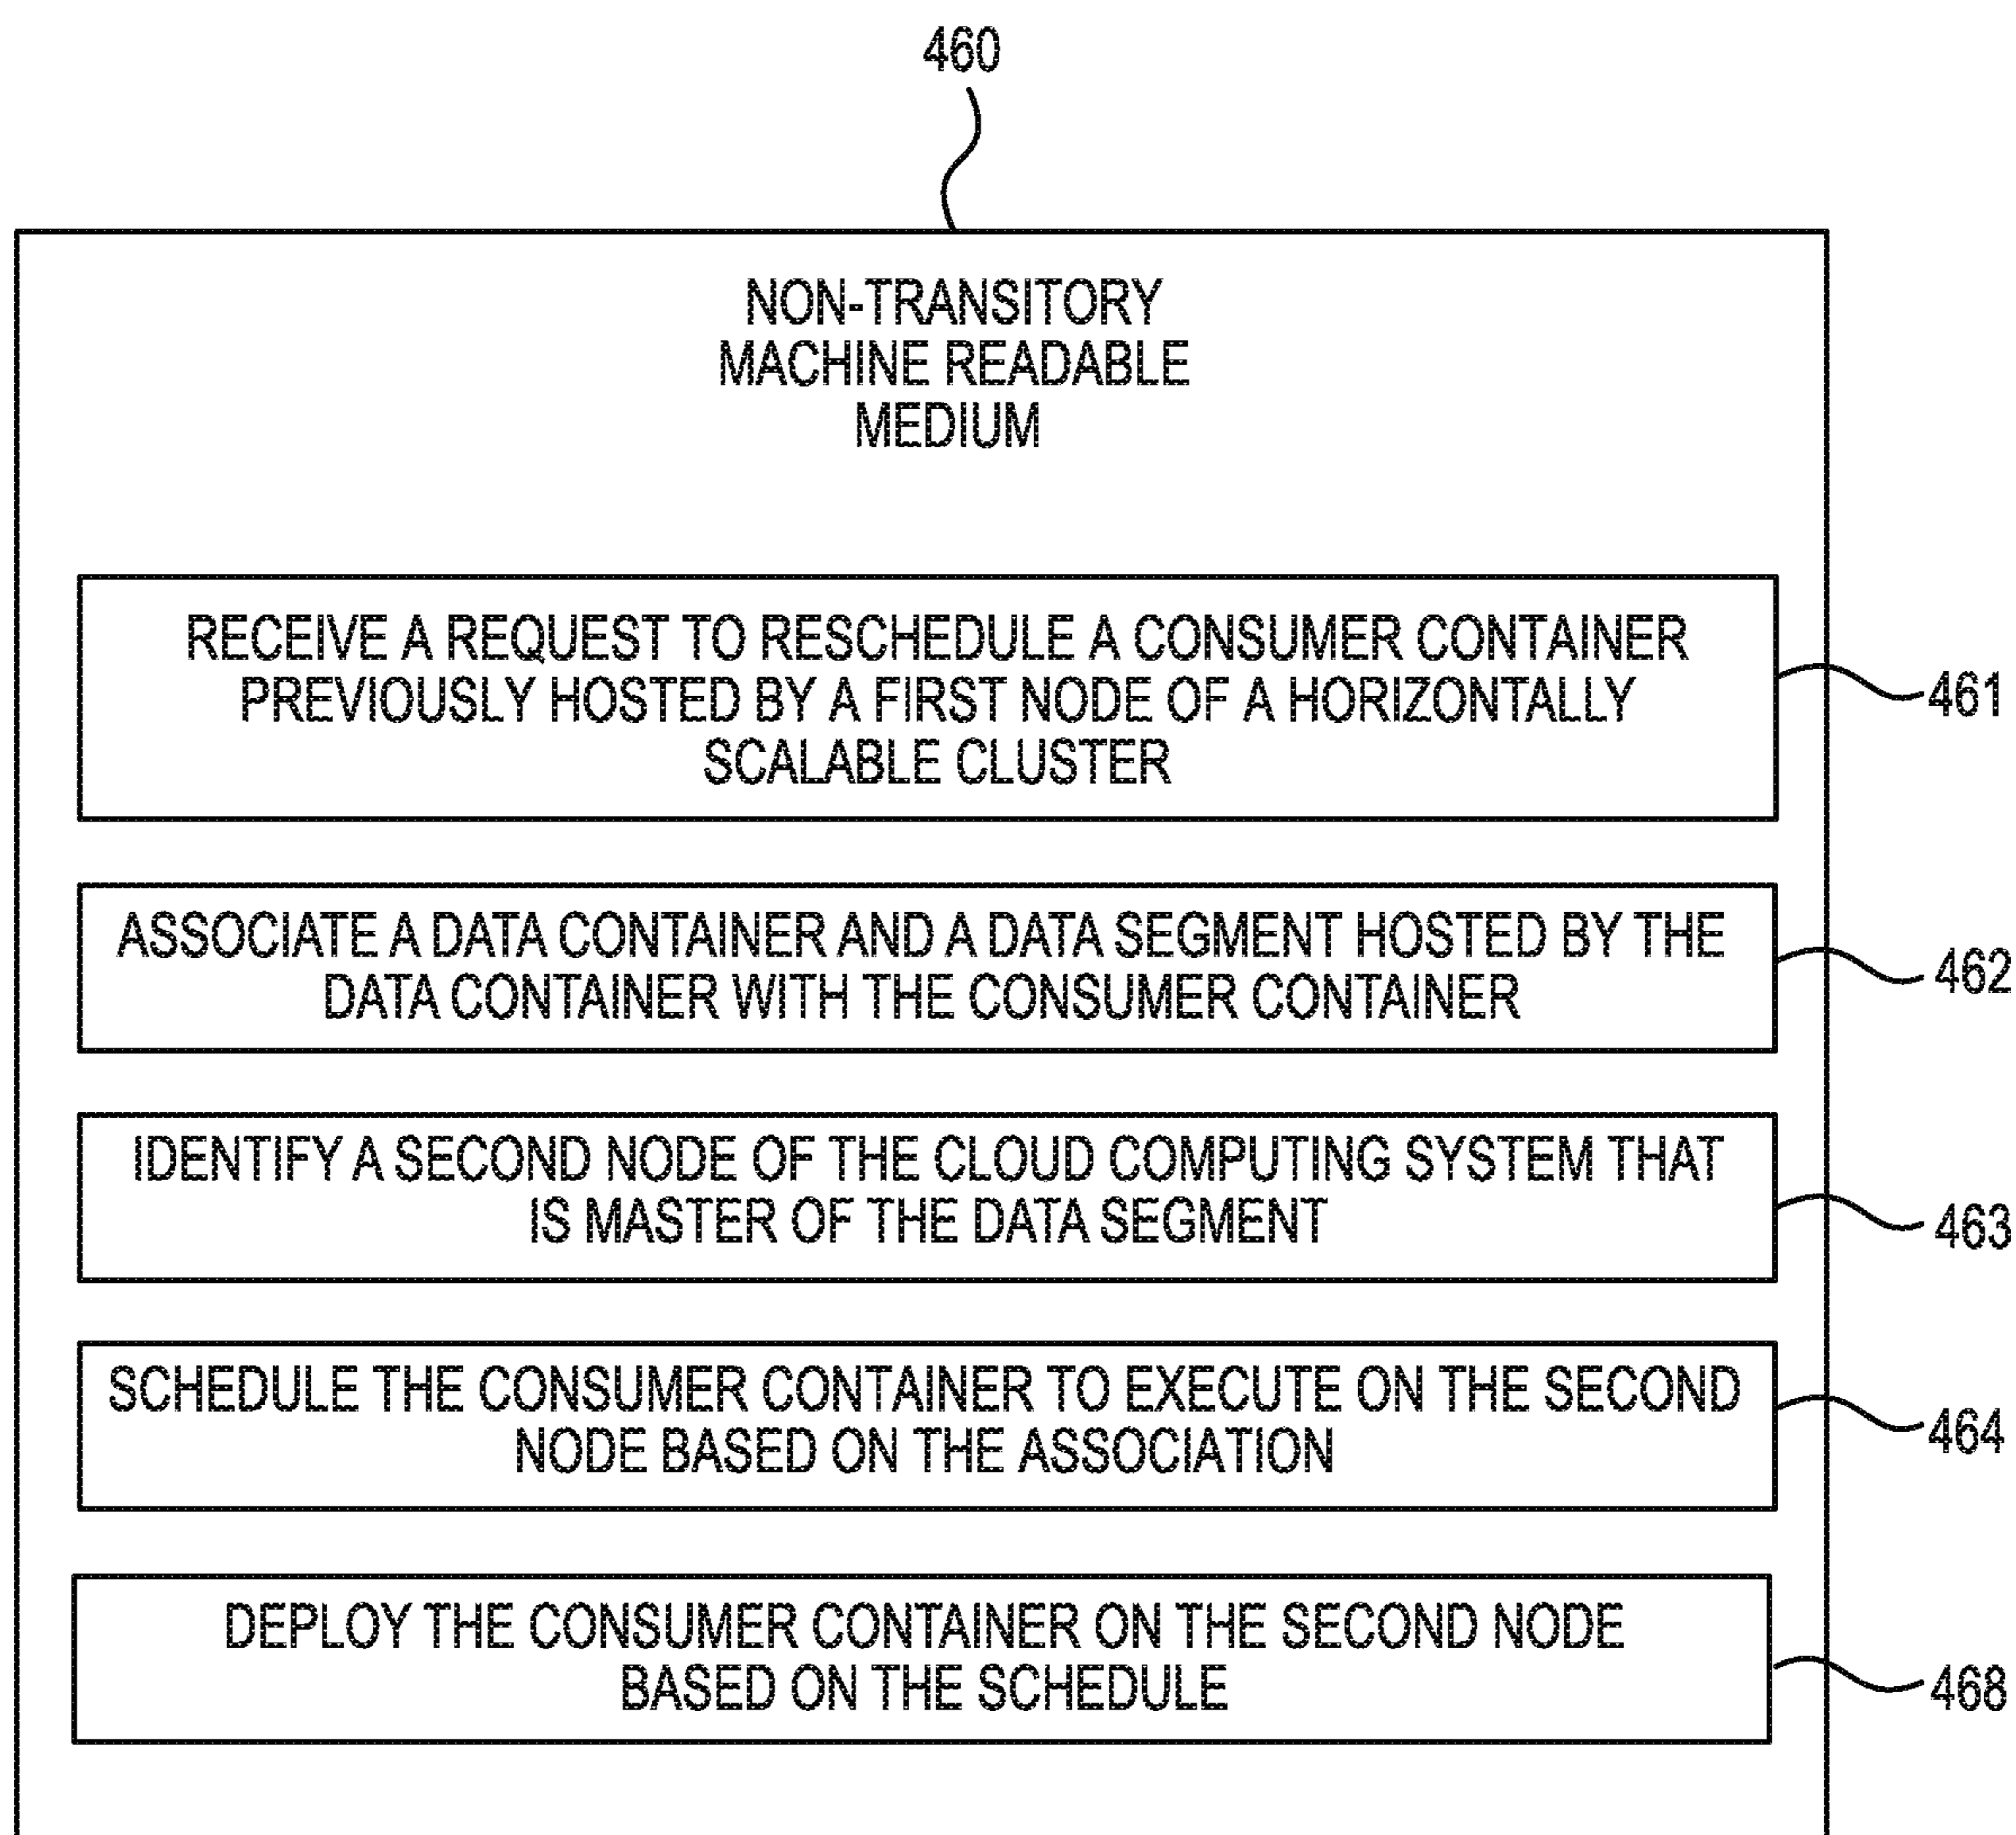 460
NON-TRANSITORY
MACHINE READABLE
MEDIUM
RECEIVE A REQUEST TO RESCHEDULE A CONSUMER CONTAINER
PREVIOUSLY HOSTED BY A FIRST NODE OF A HORIZONTALLY
SCALABLE CLUSTER
461
ASSOCIATE A DATA CONTAINER AND A DATA SEGMENT HOSTED BY THE
DATA CONTAINER WITH THE CONSUMER CONTAINER
462
IDENTIFY A SECOND NODE OF THE CLOUD COMPUTING SYSTEM THAT
IS MASTER OF THE DATA SEGMENT
463
SCHEDULE THE CONSUMER CONTAINER TO EXECUTE ON THE SECOND
NODE BASED ON THE ASSOCIATION
464
DEPLOY THE CONSUMER CONTAINER ON THE SECOND NODE
BASED ON THE SCHEDULE
468